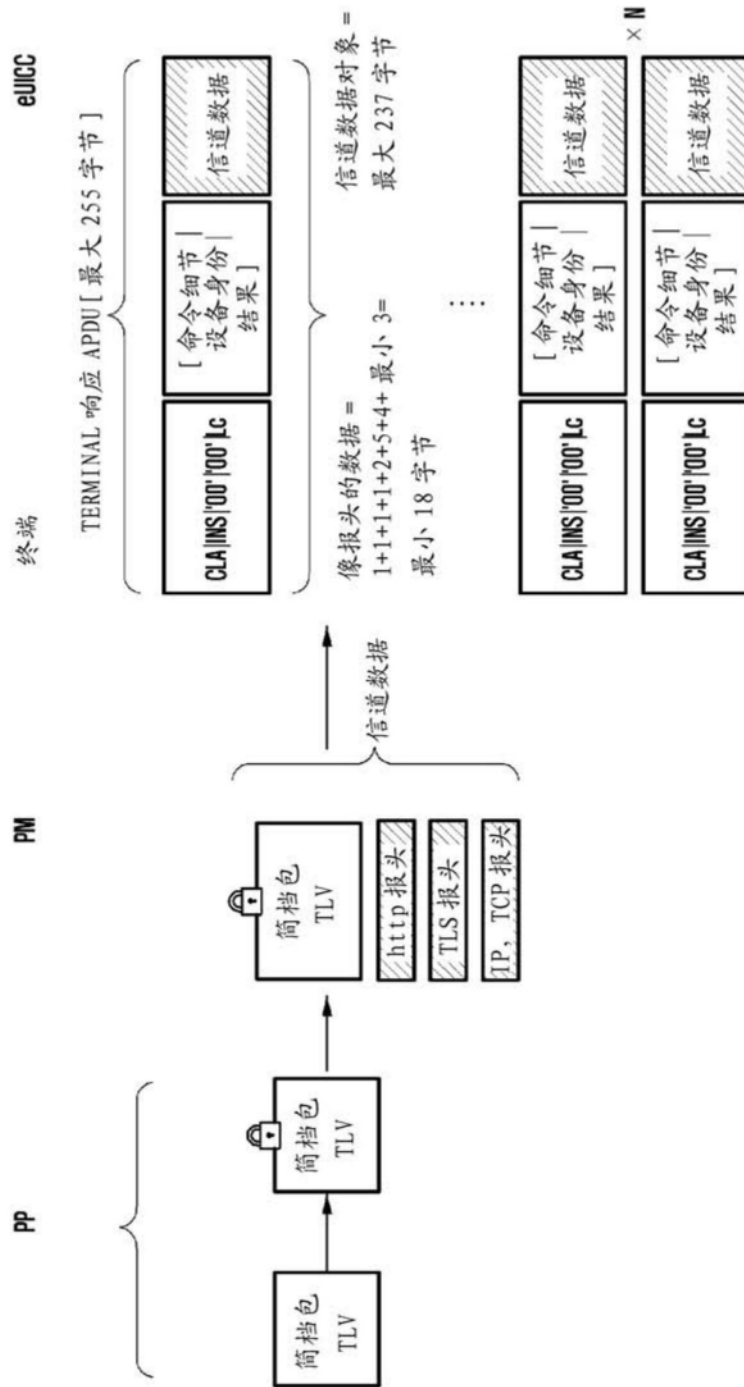 PP
PM
终端
eUICC
简档包
TLV
简档包
TLV
简档包
TLV
http 报头
TLS 报头
IP, TCP 报头
信道数据
TERMINAL 响应 APDU[ 最大 255 字节 ]
CLA|INS|'00'|'00'|Lc
[ 命令细节 |
设备身份 |
结果 ]
信道数据
像报头的数据 =
1+1+1+1+2+5+4+ 最小 3=
最小 18 字节
信道数据对象 =
最大 237 字节
⋮
CLA|INS|'00'|'00'|Lc
[ 命令细节 |
设备身份 |
结果 ]
信道数据
CLA|INS|'00'|'00'|Lc
[ 命令细节 |
设备身份 |
结果 ]
信道数据
× N